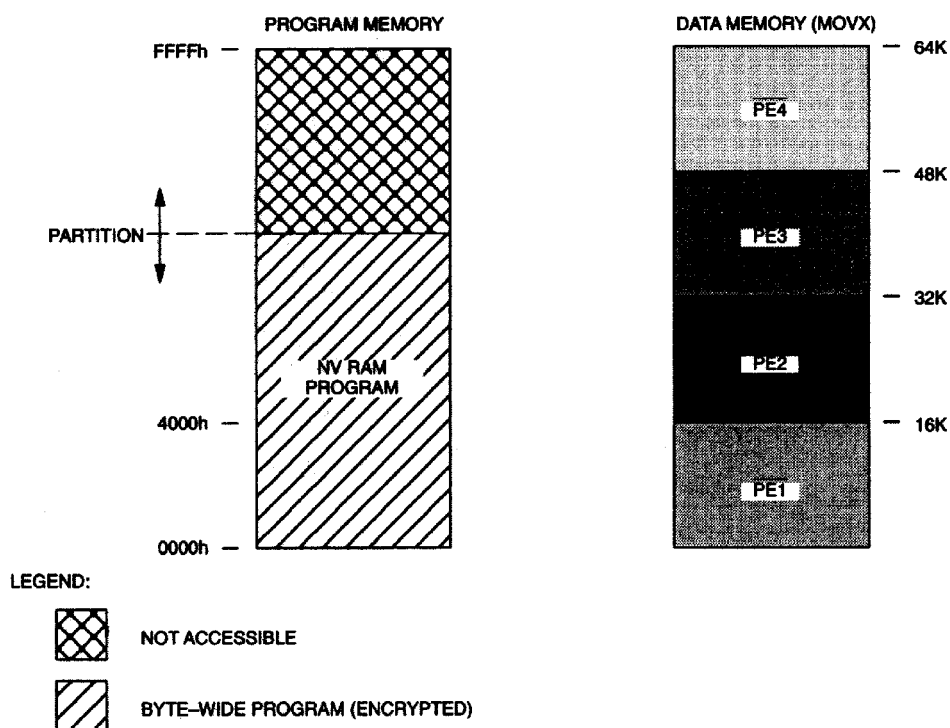 PROGRAM MEMORY
FFFFh
PARTITION
NV RAM
PROGRAM
4000h
0000h
DATA MEMORY (MOVX)
64K
PE4
48K
PE3
32K
PE2
16K
PE1
LEGEND:
NOT ACCESSIBLE
BYTE–WIDE PROGRAM (ENCRYPTED)